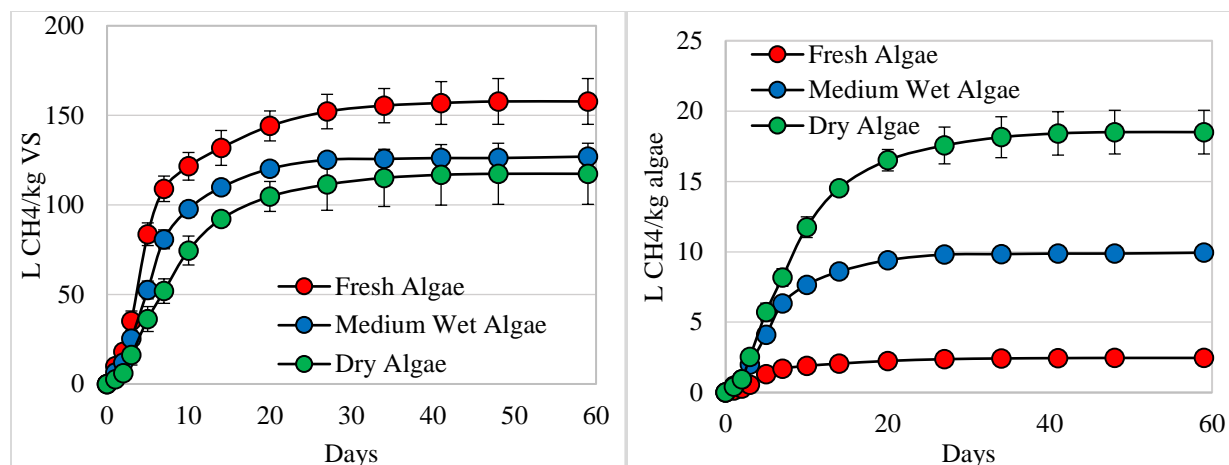 200
150
100
50
0
0 10 20 30 40 50 60
L CH4/kg VS
Days
Fresh Algae
Medium Wet Algae
Dry Algae
25
20
15
10
5
0
0 20 40 60
L CH4/kg algae
Days
Fresh Algae
Medium Wet Algae
Dry Algae